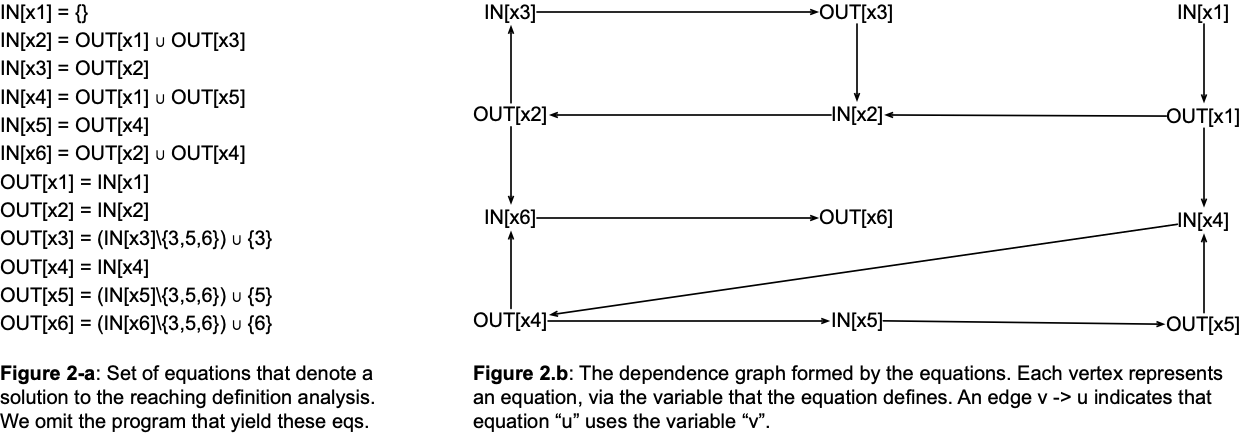 IN[x1] = {}
IN[x2] = OUT[x1] ∪ OUT[x3]
IN[x3] = OUT[x2]
IN[x4] = OUT[x1] ∪ OUT[x5]
IN[x5] = OUT[x4]
IN[x6] = OUT[x2] ∪ OUT[x4]
OUT[x1] = IN[x1]
OUT[x2] = IN[x2]
OUT[x3] = (IN[x3]\{3,5,6}) ∪ {3}
OUT[x4] = IN[x4]
OUT[x5] = (IN[x5]\{3,5,6}) ∪ {5}
OUT[x6] = (IN[x6]\{3,5,6}) ∪ {6}
Figure 2-a: Set of equations that denote a
solution to the reaching definition analysis.
We omit the program that yield these eqs.
IN[x3] OUT[x3] IN[x1]
OUT[x2] IN[x2] OUT[x1]
IN[x6] OUT[x6] IN[x4]
OUT[x4] IN[x5] OUT[x5]
Figure 2.b: The dependence graph formed by the equations. Each vertex represents
an equation, via the variable that the equation defines. An edge v -> u indicates that
equation “u” uses the variable “v”.